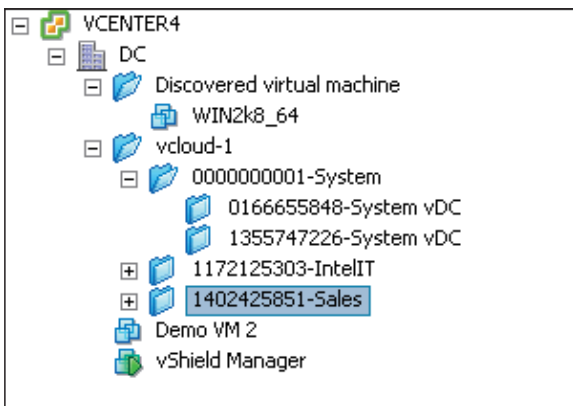 VCENTER4
DC
Discovered virtual machine
WIN2k8_64
vcloud-1
0000000001-System
0166655848-System vDC
1355747226-System vDC
1172125303-IntelIT
1402425851-Sales
Demo VM 2
vShield Manager